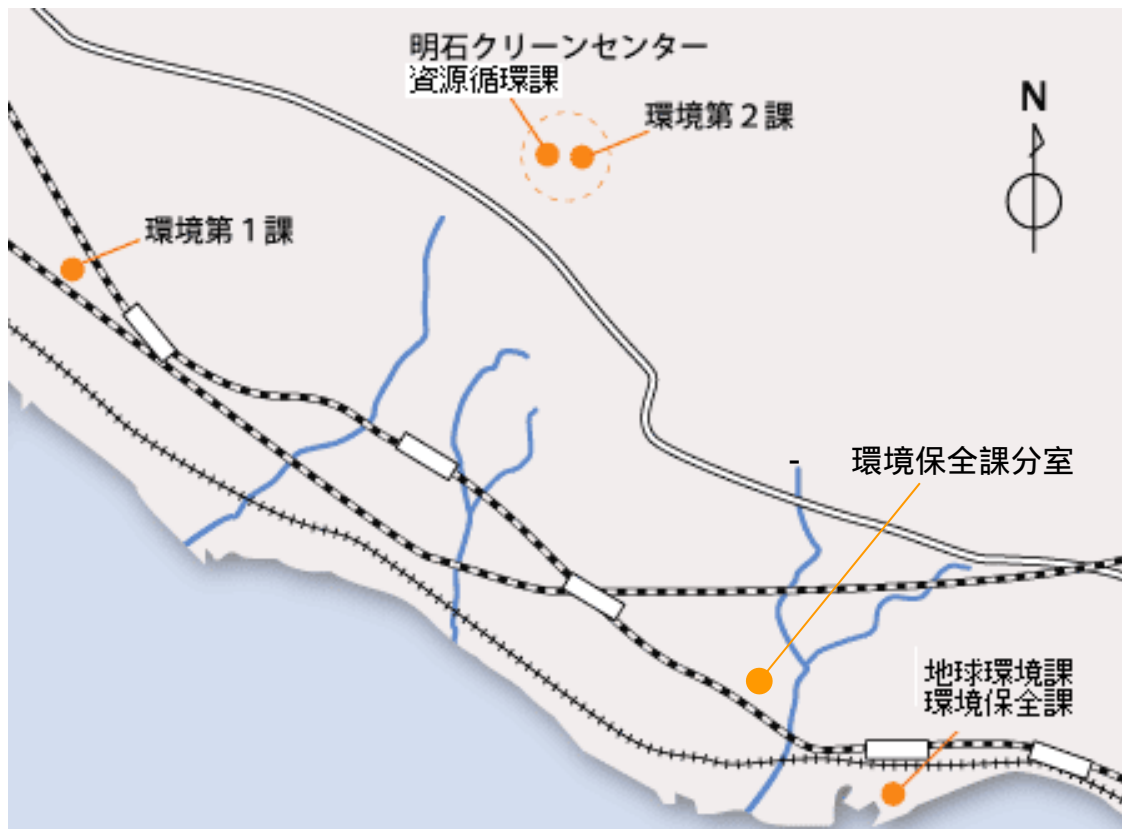 明石クリーンセンター
資源循環課
環境第２課
N
環境第１課
-
環境保全課分室
地球環境課
環境保全課